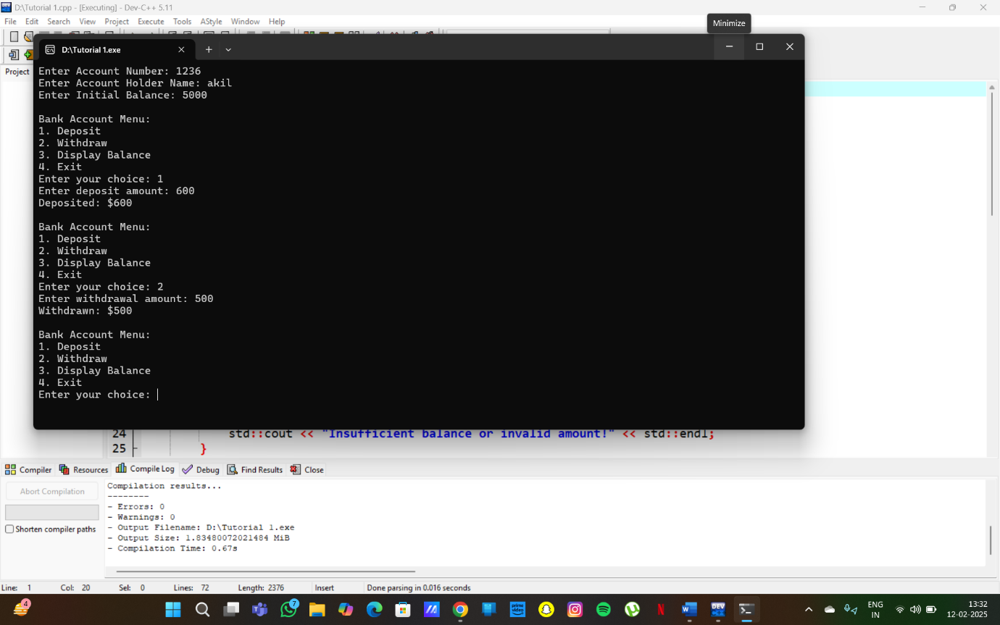 D:\Tutorial 1.cpp - [Executing] - Dev-C++ 5.11
File Edit Search View Project Execute Tools AStyle Window Help
Minimize
D:\Tutorial 1.exe
Project
Enter Account Number: 1236
Enter Account Holder Name: akil
Enter Initial Balance: 5000
Bank Account Menu:
1. Deposit
2. Withdraw
3. Display Balance
4. Exit
Enter your choice: 1
Enter deposit amount: 600
Deposited: $600
Bank Account Menu:
1. Deposit
2. Withdraw
3. Display Balance
4. Exit
Enter your choice: 2
Enter withdrawal amount: 500
Withdrawn: $500
Bank Account Menu:
1. Deposit
2. Withdraw
3. Display Balance
4. Exit
Enter your choice:
24 std::cout << "Insufficient balance or invalid amount!" << std::endl;
25 }
Compiler Resources Compile Log Debug Find Results Close
Abort Compilation
Shorten compiler paths
Compilation results...
--------
- Errors: 0
- Warnings: 0
- Output Filename: D:\Tutorial 1.exe
- Output Size: 1.83480072021484 MiB
- Compilation Time: 0.67s
Line: 1 Col: 20 Sel: 0 Lines: 72 Length: 2376 Insert Done parsing in 0.016 seconds
4
7
prime video
DEV
ENG
IN
13:32
12-02-2025